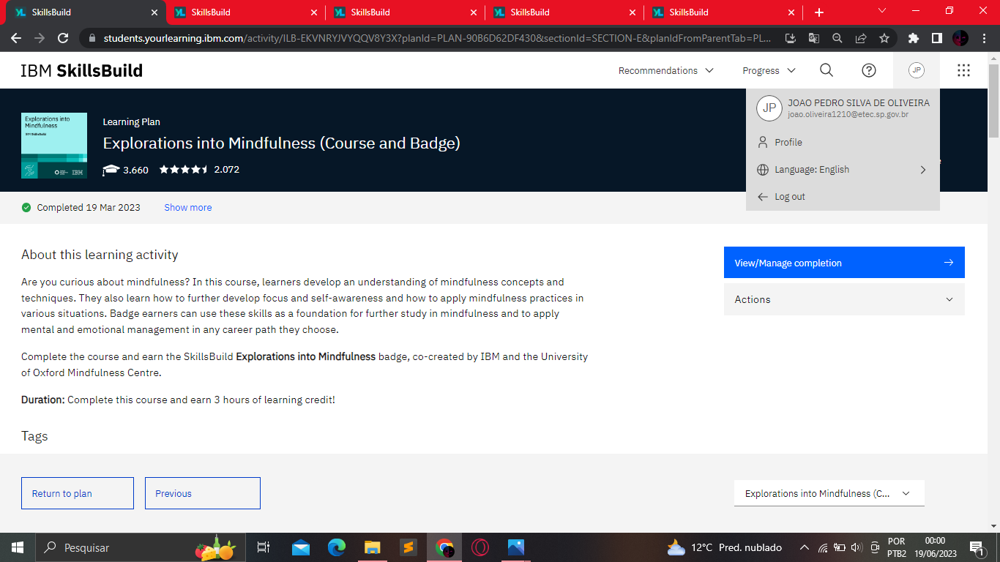 SkillsBuild
SkillsBuild
SkillsBuild
SkillsBuild
SkillsBuild
students.yourlearning.ibm.com/activity/ILB-EKVNRYJVYQQV8Y3X?planId=PLAN-90B6D62DF430&sectionId=SECTION-E&planIdFromParentTab=PL...
IBM SkillsBuild
Recommendations
Progress
JP
JP
JOAO PEDRO SILVA DE OLIVEIRA
joao.oliveira1210@etec.sp.gov.br
Profile
Language: English
Log out
Explorations into
Mindfulness
IBM SkillsBuild
IBM
Learning Plan
Explorations into Mindfulness (Course and Badge)
3.660
2.072
Completed 19 Mar 2023
Show more
About this learning activity
Are you curious about mindfulness? In this course, learners develop an understanding of mindfulness concepts and
techniques. They also learn how to further develop focus and self-awareness and how to apply mindfulness practices in
various situations. Badge earners can use these skills as a foundation for further study in mindfulness and to apply
mental and emotional management in any career path they choose.
Complete the course and earn the SkillsBuild Explorations into Mindfulness badge, co-created by IBM and the University
of Oxford Mindfulness Centre.
Duration: Complete this course and earn 3 hours of learning credit!
Tags
View/Manage completion
Actions
Return to plan
Previous
Explorations into Mindfulness (C...
Pesquisar
12°C Pred. nublado
POR
PTB2
00:00
19/06/2023
1